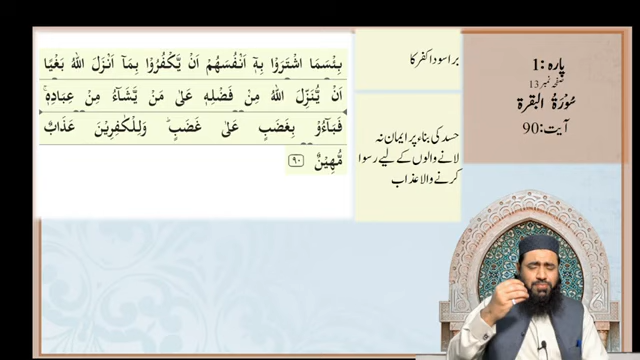 پارہ :1
صفحہ نمبر 13
سُوْرَۃُ البقرۃ
آیت:90
برا سودا کفر کا
حسد کی بناء پر ایمان نہ
لانے والوں کے لیے رسوا
کرنے والا عذاب
بِئْسَمَا اشْتَرَوْا بِهٖۤ اَنْفُسَهُمْ اَنْ یَّكْفُرُوْا بِمَاۤ اَنْزَلَ اللّٰهُ بَغْیًا
اَنْ یُّنَزِّلَ اللّٰهُ مِنْ فَضْلِهٖ عَلٰی مَنْ یَّشَآءُ مِنْ عِبَادِهٖ ۚ
فَبَآءُوْ بِغَضَبٍ عَلٰی غَضَبٍ ؕ وَلِلْكٰفِرِیْنَ عَذَابٌ
مُّهِیْنٌ ۹۰